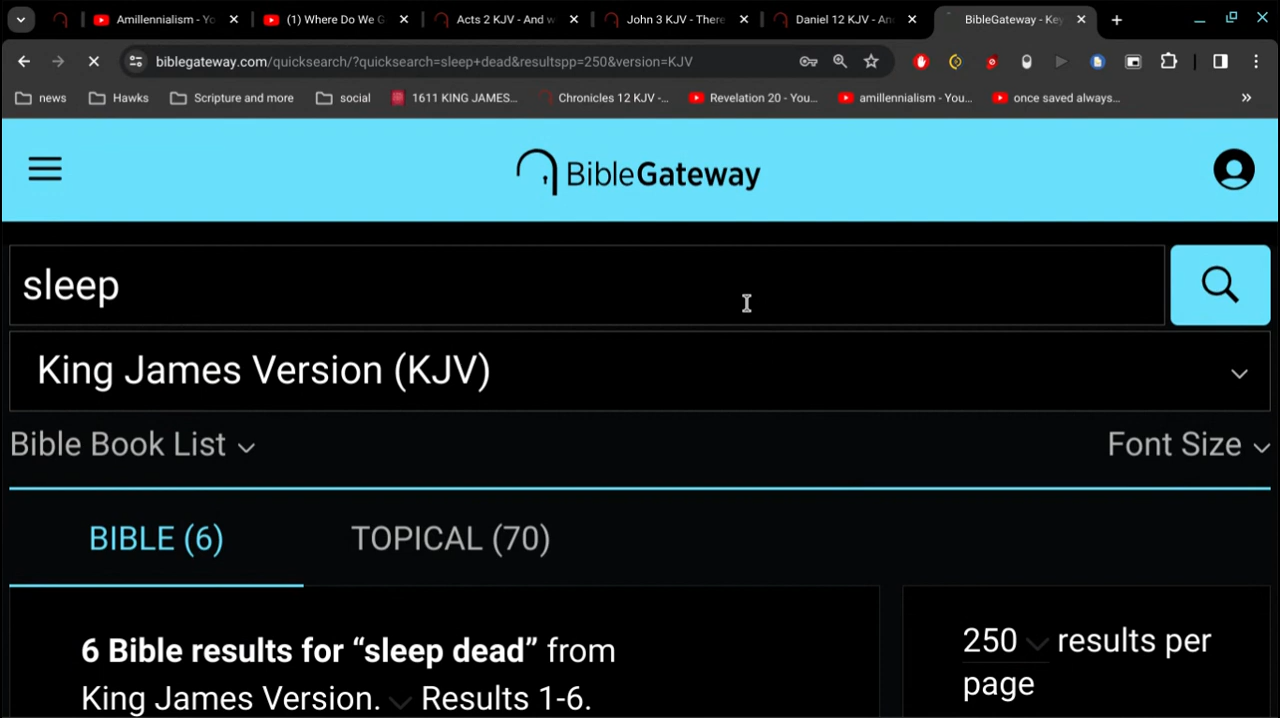 Amillennialism - Yo
(1) Where Do We G
Acts 2 KJV - And w
John 3 KJV - There
Daniel 12 KJV - An
BibleGateway - Key
biblegateway.com/quicksearch/?quicksearch=sleep+dead&resultspp=250&version=KJV
news
Hawks
Scripture and more
social
1611 KING JAMES...
Chronicles 12 KJV -...
Revelation 20 - You...
amillennialism - You...
once saved always...
BibleGateway
sleep
King James Version (KJV)
Bible Book List
Font Size
BIBLE (6)
TOPICAL (70)
6 Bible results for “sleep dead” from
King James Version. Results 1-6.
250 results per
page